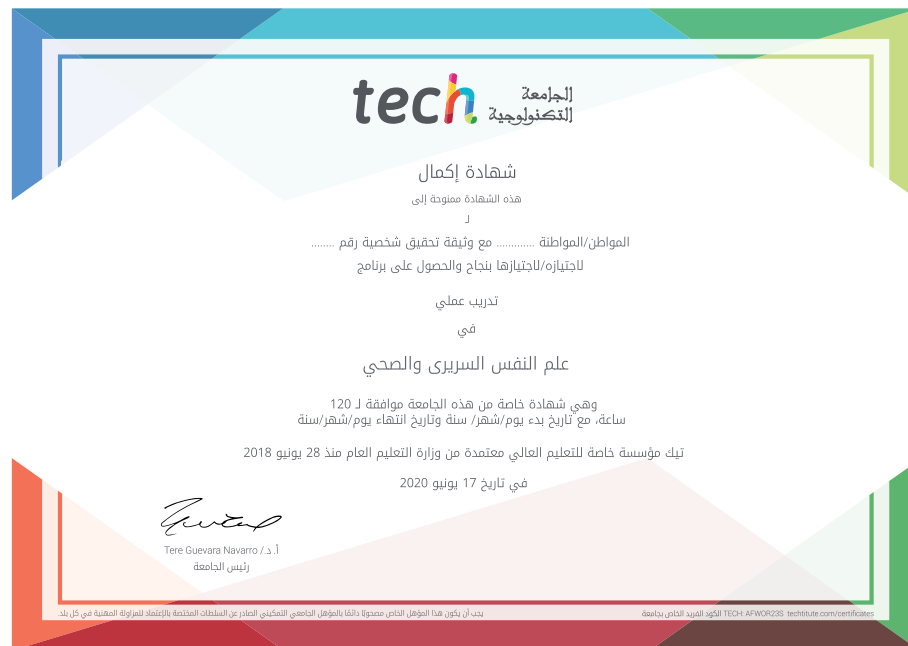 tech الجامعة
التكنولوجية
شهادة إكمال
هذه الشهادة ممنوحة إلى
لـ
المواطن/المواطنة ............. مع وثيقة تحقيق شخصية رقم ........
لاجتيازه/لاجتيازها بنجاح والحصول على برنامج
تدريب عملي
في
علم النفس السريرى والصحي
وهي شهادة خاصة من هذه الجامعة موافقة لـ 120
ساعة، مع تاريخ بدء يوم/شهر/ سنة وتاريخ انتهاء يوم/شهر/سنة
تيك مؤسسة خاصة للتعليم العالي معتمدة من وزارة التعليم العام منذ 28 يونيو 2018
في تاريخ 17 يونيو 2020
أ.د./ Tere Guevara Navarro
رئيس الجامعة
الكود الفريد الخاص بجامعة TECH: AFWOR23S techtitute.com/certificates
يجب أن يكون هذا المؤهل الخاص مصحوبًا دائمًا بالمؤهل الجامعي التمكيني الصادر عن السلطات المختصة بالاعتماد للمزاولة المهنية في كل بلد.